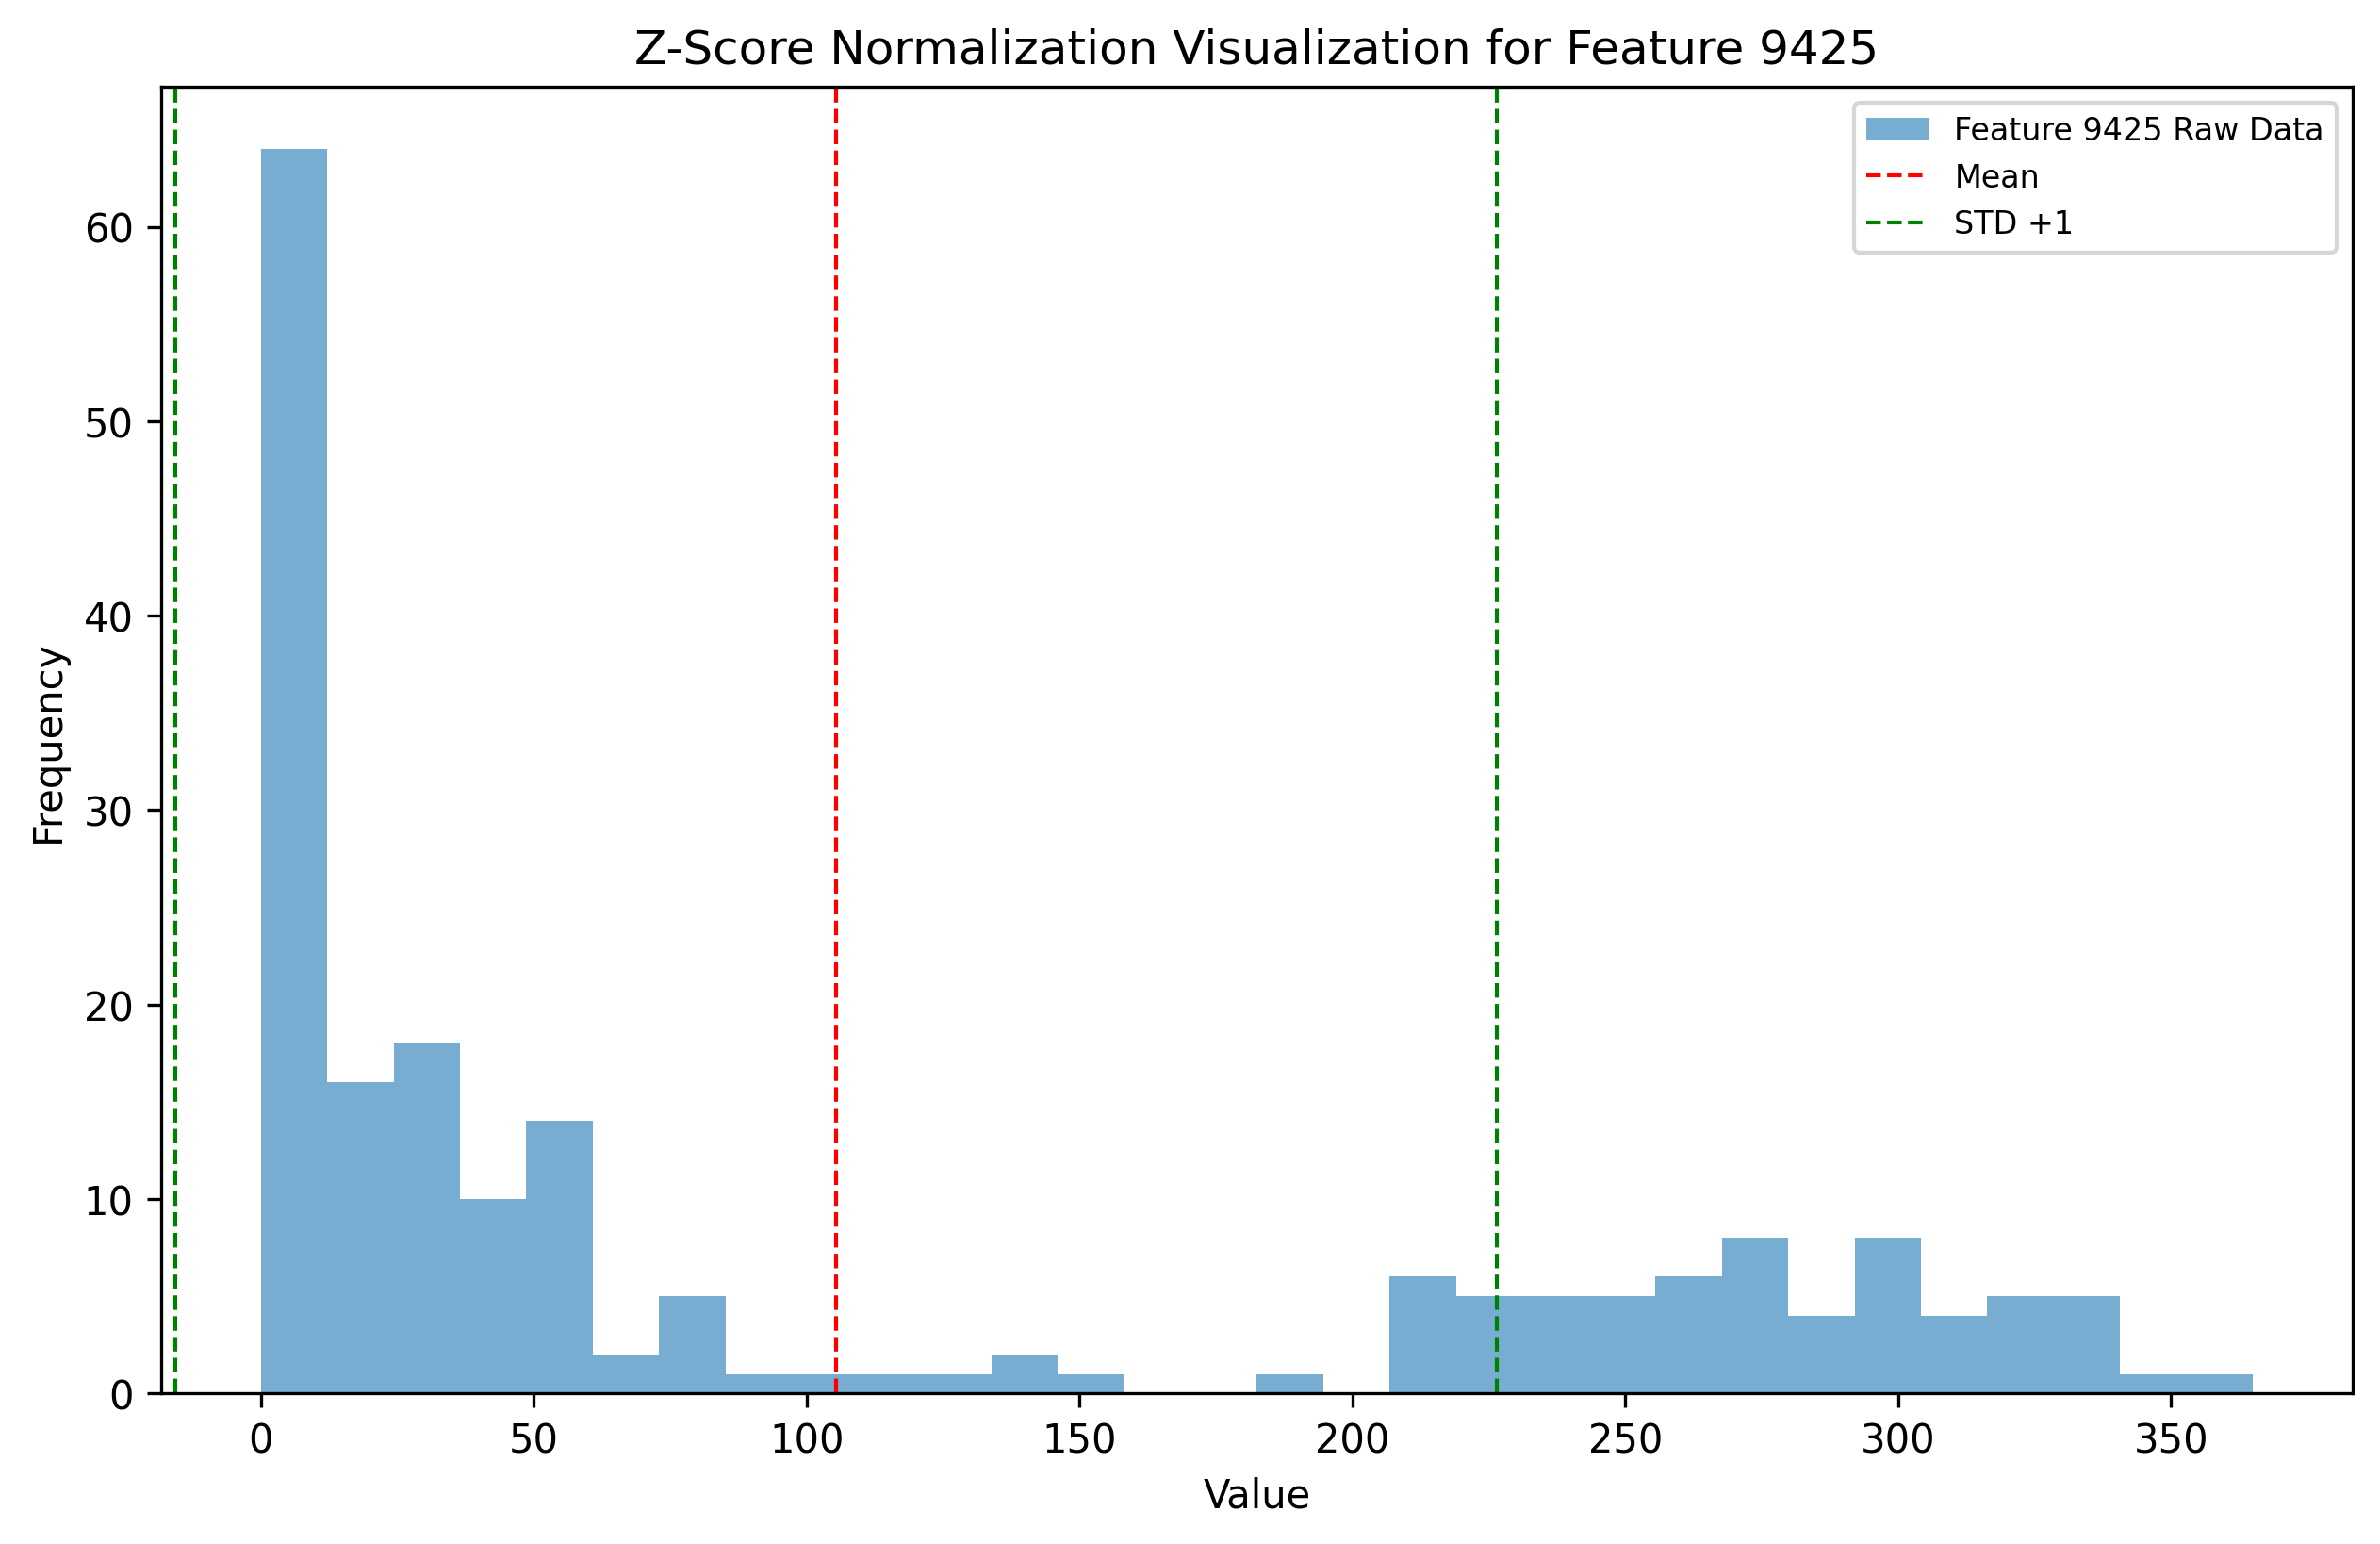 Z-Score Normalization Visualization for Feature 9425
Feature 9425 Raw Data
Mean
STD +1
Frequency
60
50
40
30
20
10
0
0 50 100 150 200 250 300 350
Value